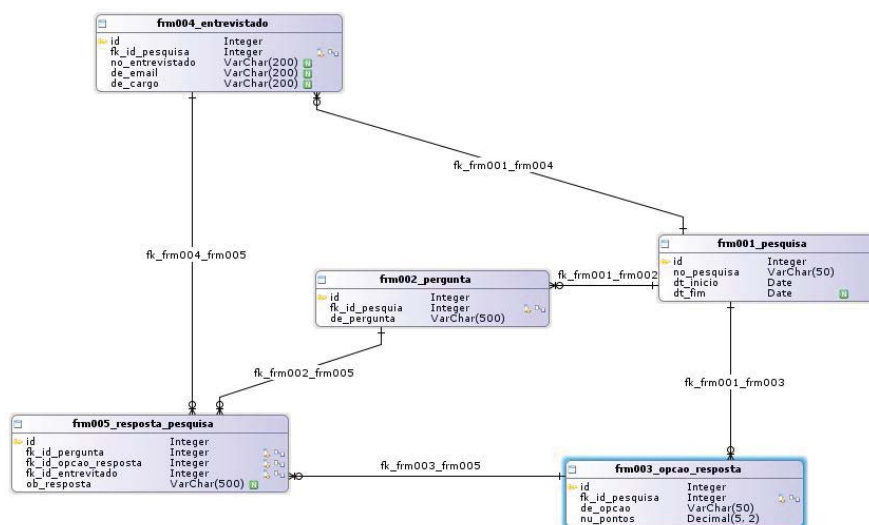 frm004_entrevistado
id Integer
fk_id_pesquisa Integer
no_entrevistado VarChar(200) N
de_email VarChar(200) N
de_cargo VarChar(200) N
fk_frm001_frm004
frm001_pesquisa
id Integer
no_pesquisa VarChar(50)
dt_inicio Date
dt_fim Date N
fk_frm004_frm005
frm002_pergunta
id Integer
fk_id_pesquia Integer
de_pergunta VarChar(500)
fk_frm001_frm002
fk_frm002_frm005
fk_frm001_frm003
frm005_resposta_pesquisa
id Integer
fk_id_pergunta Integer
fk_id_opcao_resposta Integer
fk_id_entrevitado Integer
ob_resposta VarChar(500) N
fk_frm003_frm005
frm003_opcao_resposta
id Integer
fk_id_pesquisa Integer
de_opcao VarChar(50)
nu_pontos Decimal(5, 2)